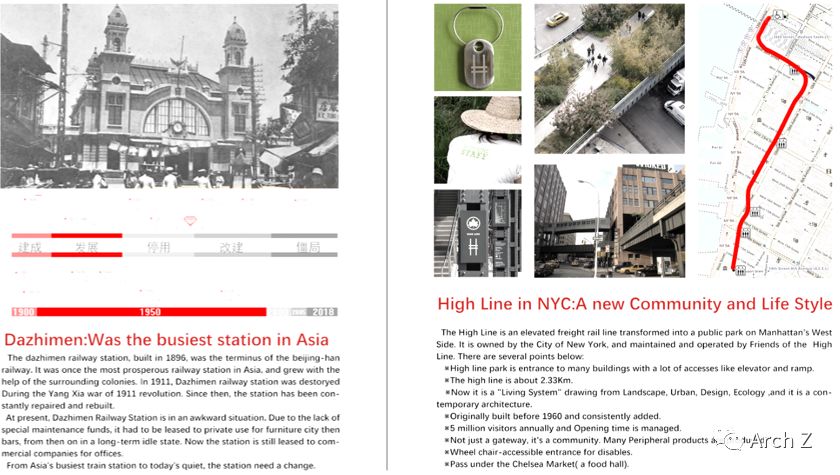 建成
发展
停用
改建
僵局
1900
1950
2018
Dazhimen:Was the busiest station in Asia
The dazhimen railway station, built in 1896, was the terminus of the beijing-han
railway. It was once the most prosperous railway station in Asia, and grew with the
help of the surrounding colonies. In 1911, Dazhimen railway station was destoryed
During the Yang Xia war of 1911 revolution. Since then, the station has been con-
stantly repaired and rebuilt.
At present, Dazhimen Railway Station is in an awkward situation. Due to the lack of
special maintenance funds, it had to be leased to private use for furniture city then
bars, from then on in a long-term idle state. Now the station is still leased to com-
mercial companies for offices.
From Asia's busiest train station to today's quiet, the station need a change.
STAFF
High Line in NYC:A new Community and Life Style
The High Line is an elevated freight rail line transformed into a public park on Manhattan's West
Side. It is owned by the City of New York, and maintained and operated by Friends of the High
Line. There are several points below:
※High line park is entrance to many buildings with a lot of accesses like elevator and ramp.
※The high line is about 2.33Km.
※Now it is a "Living System" drawing from Landscape, Urban, Design, Ecology ,and it is a con-
temporary architecture.
※Originally built before 1960 and consistently added.
※5 million visitors annually and Opening time is managed.
※Not just a gateway, it's a community. Many Peripheral products
※Wheel chair-accessible entrance for disables.
※Pass under the Chelsea Market( a food hall).
Arch Z